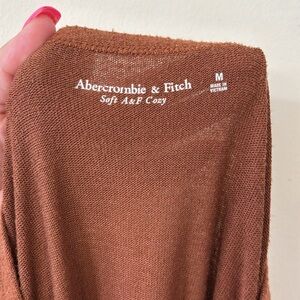 Abercrombie & Fitch
Soft A&F Cozy
M
MADE IN
VIETNAM